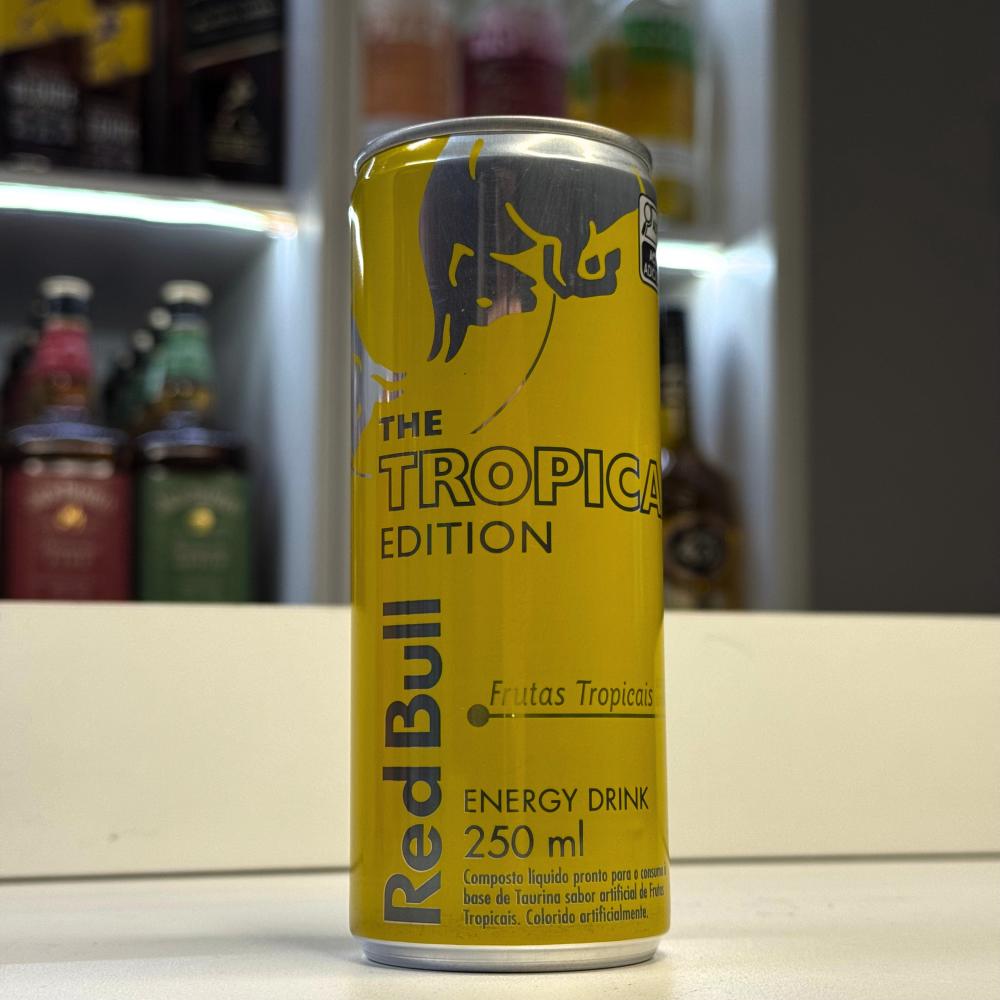 THE
TROPICA
EDITION
Red Bull
Frutas Tropicais
ENERGY DRINK
250 ml
Composto líquido pronto para o consumo à
base de Taurina sabor artificial de Frutas
Tropicais. Colorido artificialmente.